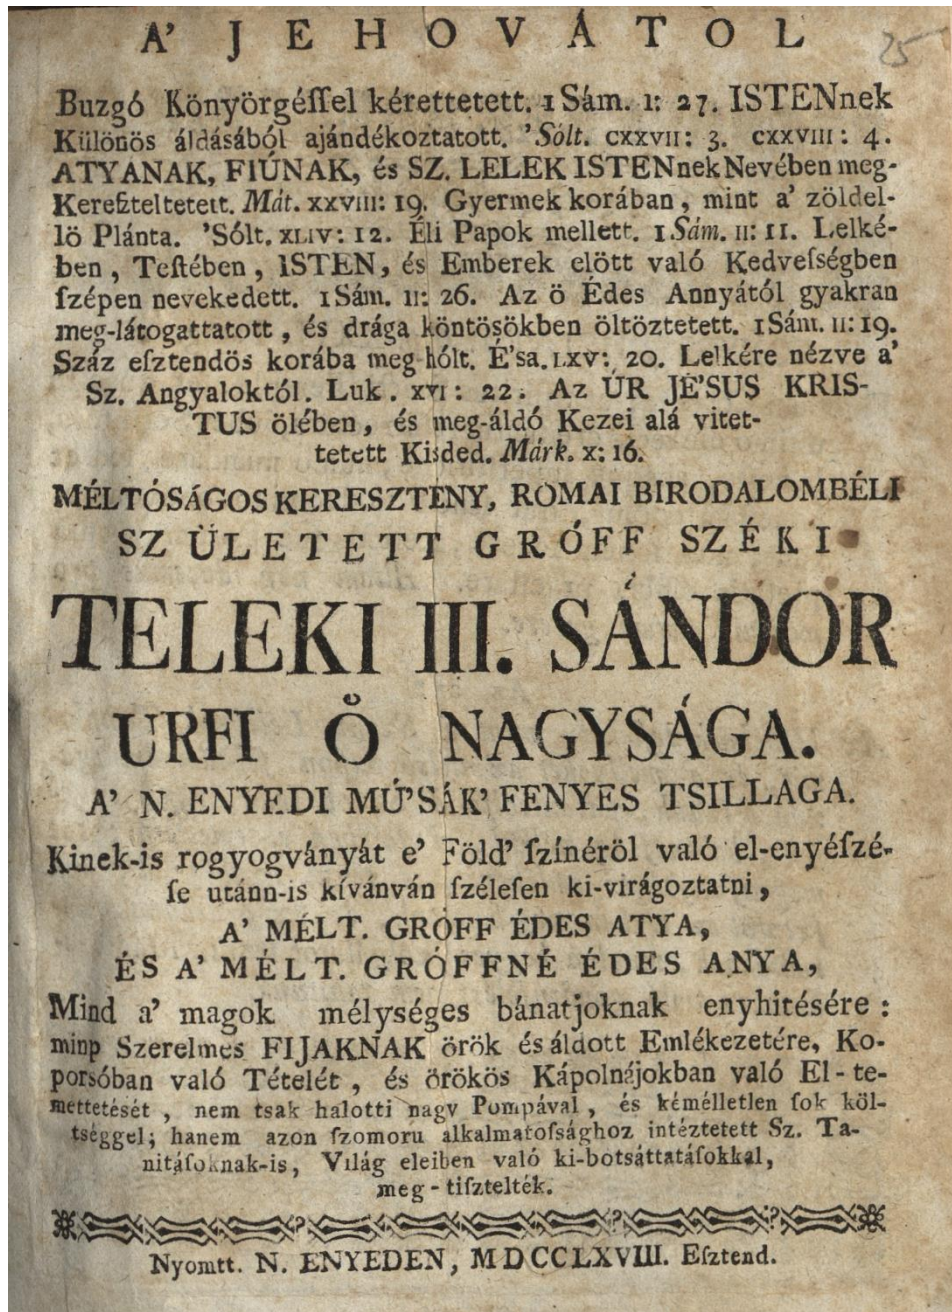 A' JEHOVÁTOL
25
Buzgó Könyörgéſſel kérettetett. 1 Sám. 1: 27. ISTENnek
Különös áldásából ajándékoztatott. 'Sólt. CXXVII: 3. CXXVIII: 4.
ATYANAK, FIÚNAK, és SZ. LELEK ISTENnek Nevében meg-
Kereſzteltetett. Mát. XXVIII: 19. Gyermek korában, mint a' zöldel-
lö Plánta. 'Sólt. XLIV: 12. Éli Papok mellett. 1 Sám. II: 11. Lelké-
ben, Teſtében, ISTEN, és Emberek elött való Kedveſségben
ſzépen nevekedett. 1 Sám. II: 26. Az ö Édes Annyától gyakran
meg-látogattatott, és drága köntösökben öltöztetett. 1 Sám. II: 19.
Száz eſztendös korába meg-hólt. É'sa. LXV: 20. Lelkére nézve a'
Sz. Angyaloktól. Luk. XVI: 22. Az ÚR JÉ'SUS KRIS-
TUS ölében, és meg-áldó Kezei alá vitet-
tetett Kisded. Márk. X: 16.
MÉLTÓSÁGOS KERESZTENY, ROMAI BIRODALOMBÉLI
SZÜLETETT GRÓFF SZÉKI
TELEKI III. SÁNDOR
URFI Ő NAGYSÁGA.
A' N. ENYEDI MÚ'SÁK' FENYES TSILLAGA.
Kinek-is rogyogványát e' Föld' ſzínéröl való el-enyéſzé-
ſe utánn-is kívánván ſzéleſen ki-virágoztatni,
A' MÉLT. GRÓFF ÉDES ATYA,
ÉS A' MÉLT. GRÓFFNÉ ÉDES ANYA,
Mind a' magok mélységes bánatjoknak enyhitésére:
minp Szerelmes FIJAKNAK örök és áldott Emlékezetére, Ko-
porsóban való Tételét, és örökös Kápolnájokban való El-te-
mettetését, nem tsak halotti nagy Pompával, és kémélletlen ſok köl-
tséggel; hanem azon ſzomoru alkalmatoſsághoz intéztetett Sz. Ta-
nitáſoknak-is, Világ eleiben való ki-botsáttatáſokkal,
meg-tiſztelték.
Nyomtt. N. ENYEDEN, MDCCLXVIII. Eſztend.